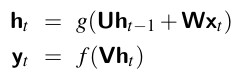 h_t = g(Uh_{t−1} + Wx_t)
y_t = f(Vh_t)